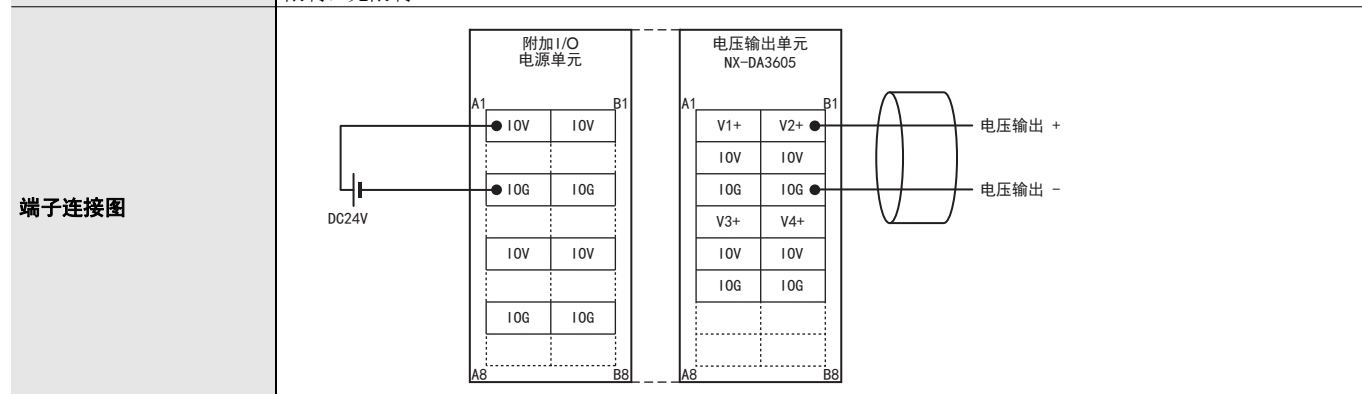 端子连接图
附加I/O
电源单元
A1 B1
IOV IOV
IOG IOG
IOV IOV
IOG IOG
A8 B8
DC24V
电压输出单元
NX-DA3605
A1 B1
V1+ V2+
IOV IOV
IOG IOG
V3+ V4+
IOV IOV
IOG IOG
A8 B8
电压输出 +
电压输出 -